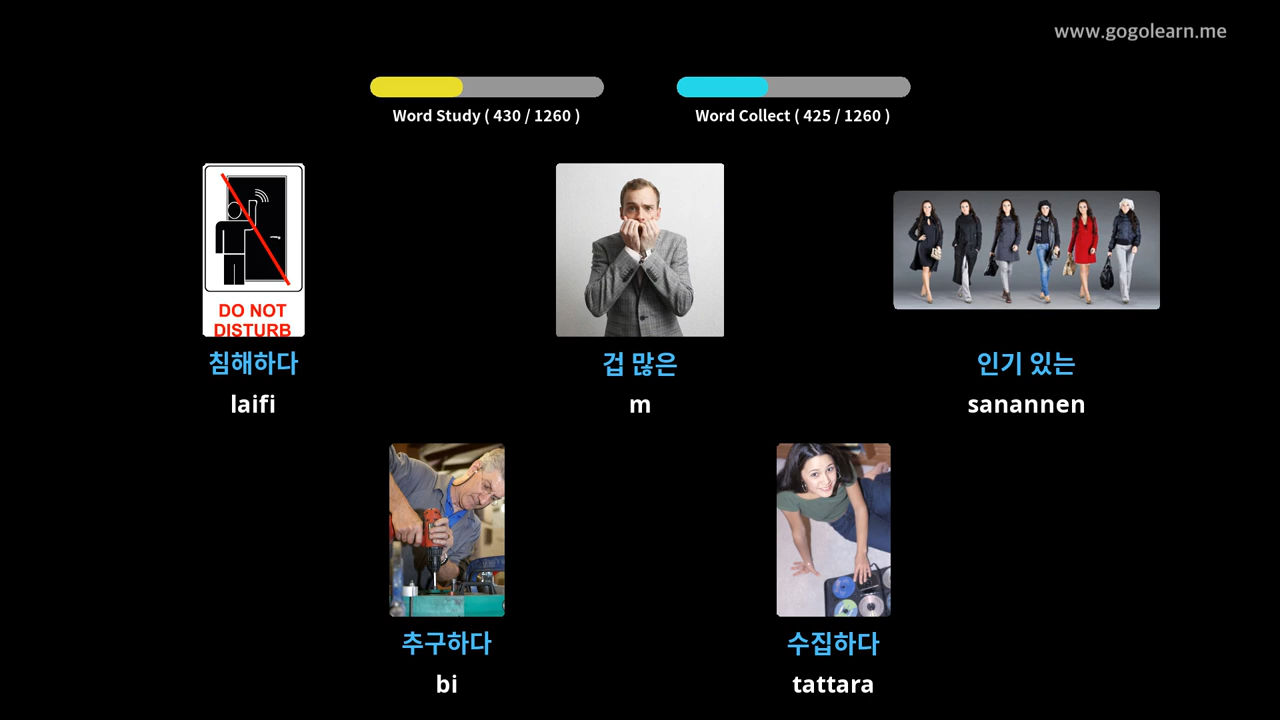 www.gogolearn.me
Word Study ( 430 / 1260 )
Word Collect ( 425 / 1260 )
DO NOT
DISTURB
침해하다
겁 많은
인기 있는
laifi
m
sanannen
추구하다
수집하다
bi
tattara